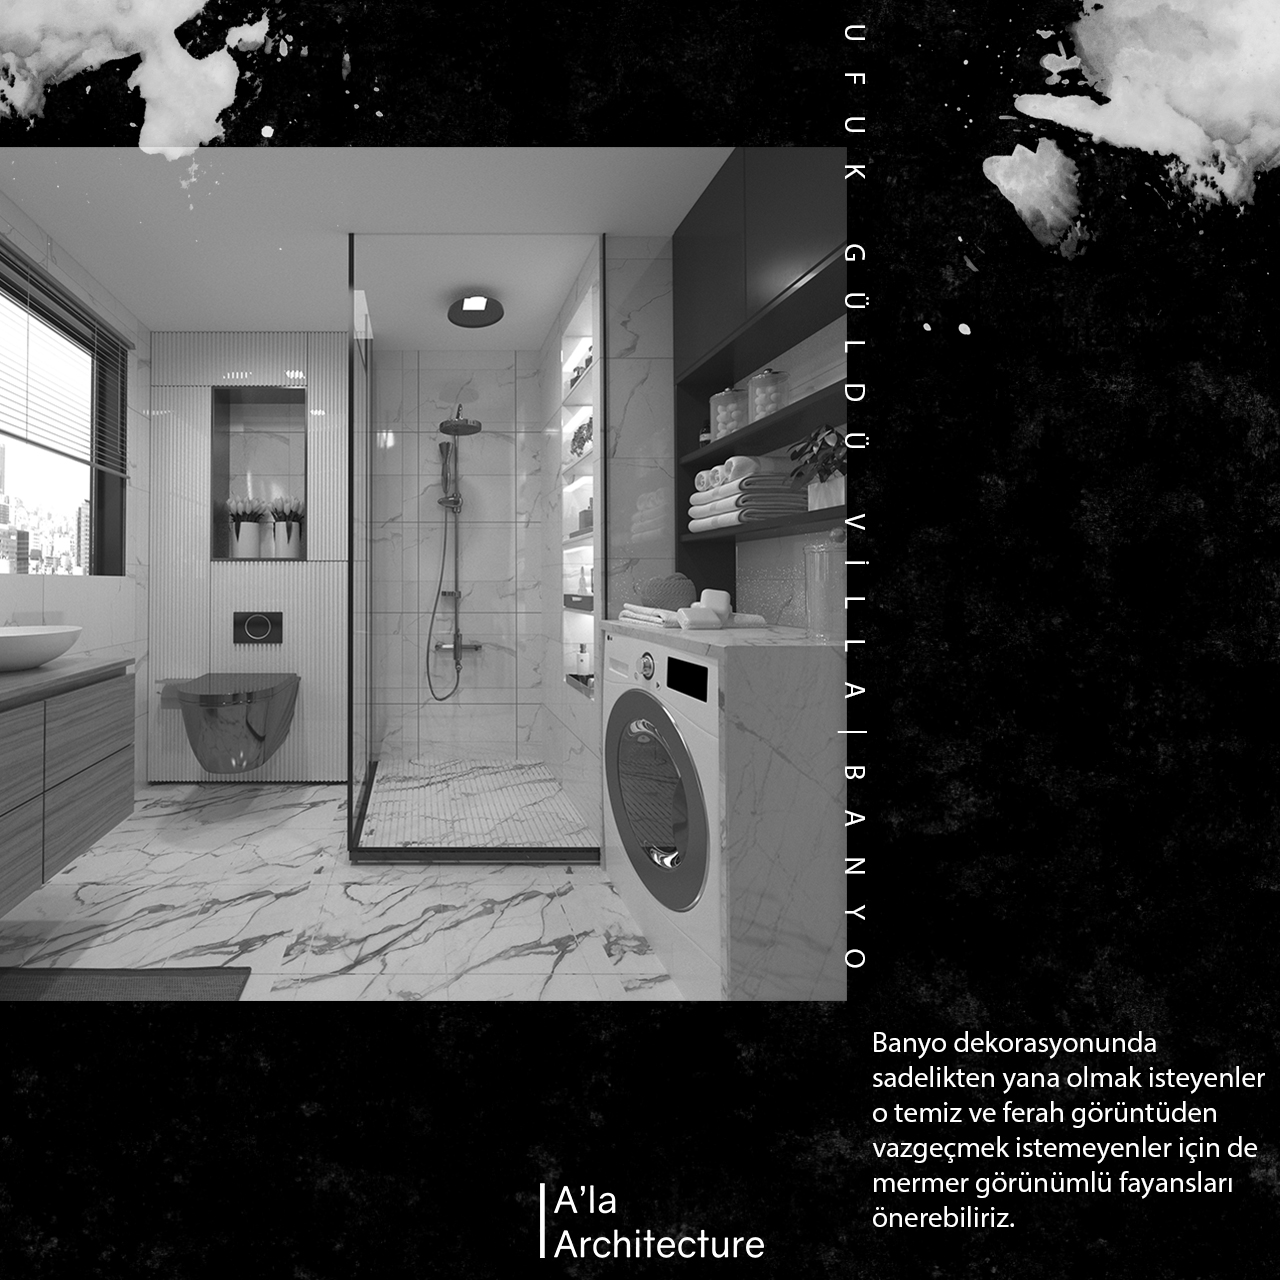 UFUK GÜLDÜ VİLLA|BANYO
Banyo dekorasyonunda
sadelikten yana olmak isteyenler
o temiz ve ferah görüntüden
vazgeçmek istemeyenler için de
mermer görünümlü fayansları
önerebiliriz.
A’la
Architecture